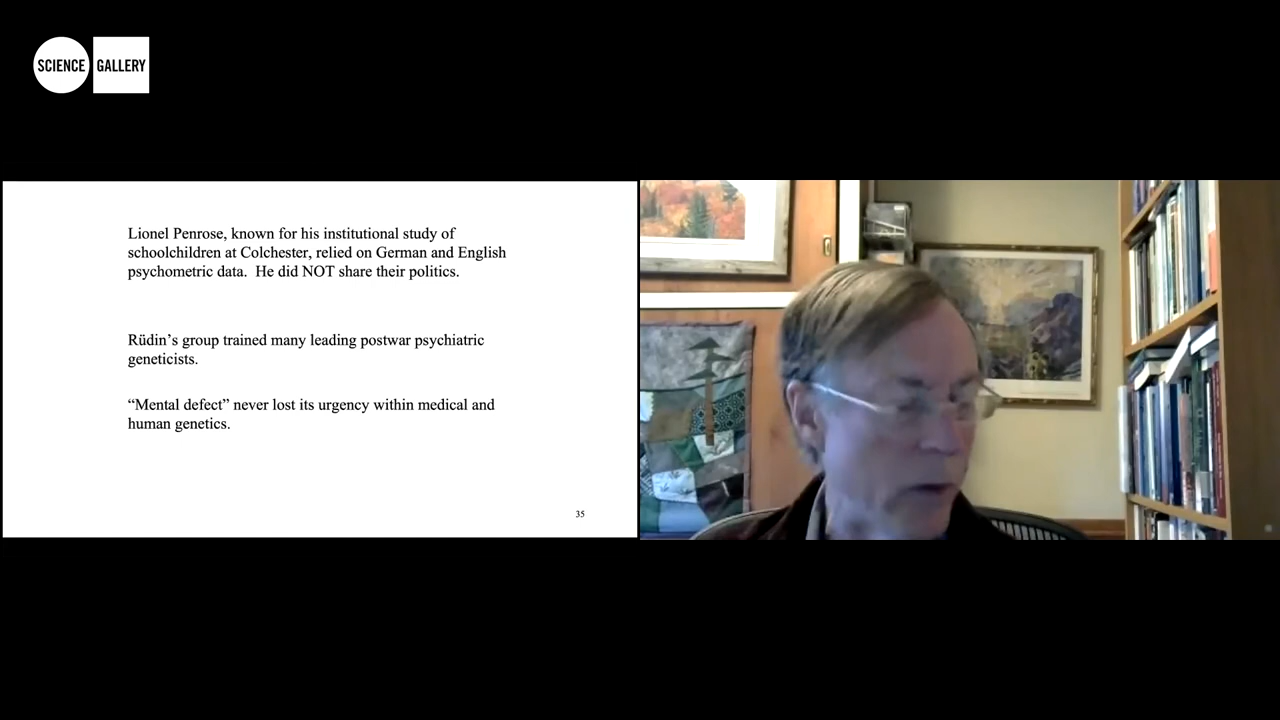 SCIENCE GALLERY
Lionel Penrose, known for his institutional study of
schoolchildren at Colchester, relied on German and English
psychometric data.  He did NOT share their politics.
Rüdin’s group trained many leading postwar psychiatric
geneticists.
“Mental defect” never lost its urgency within medical and
human genetics.
35